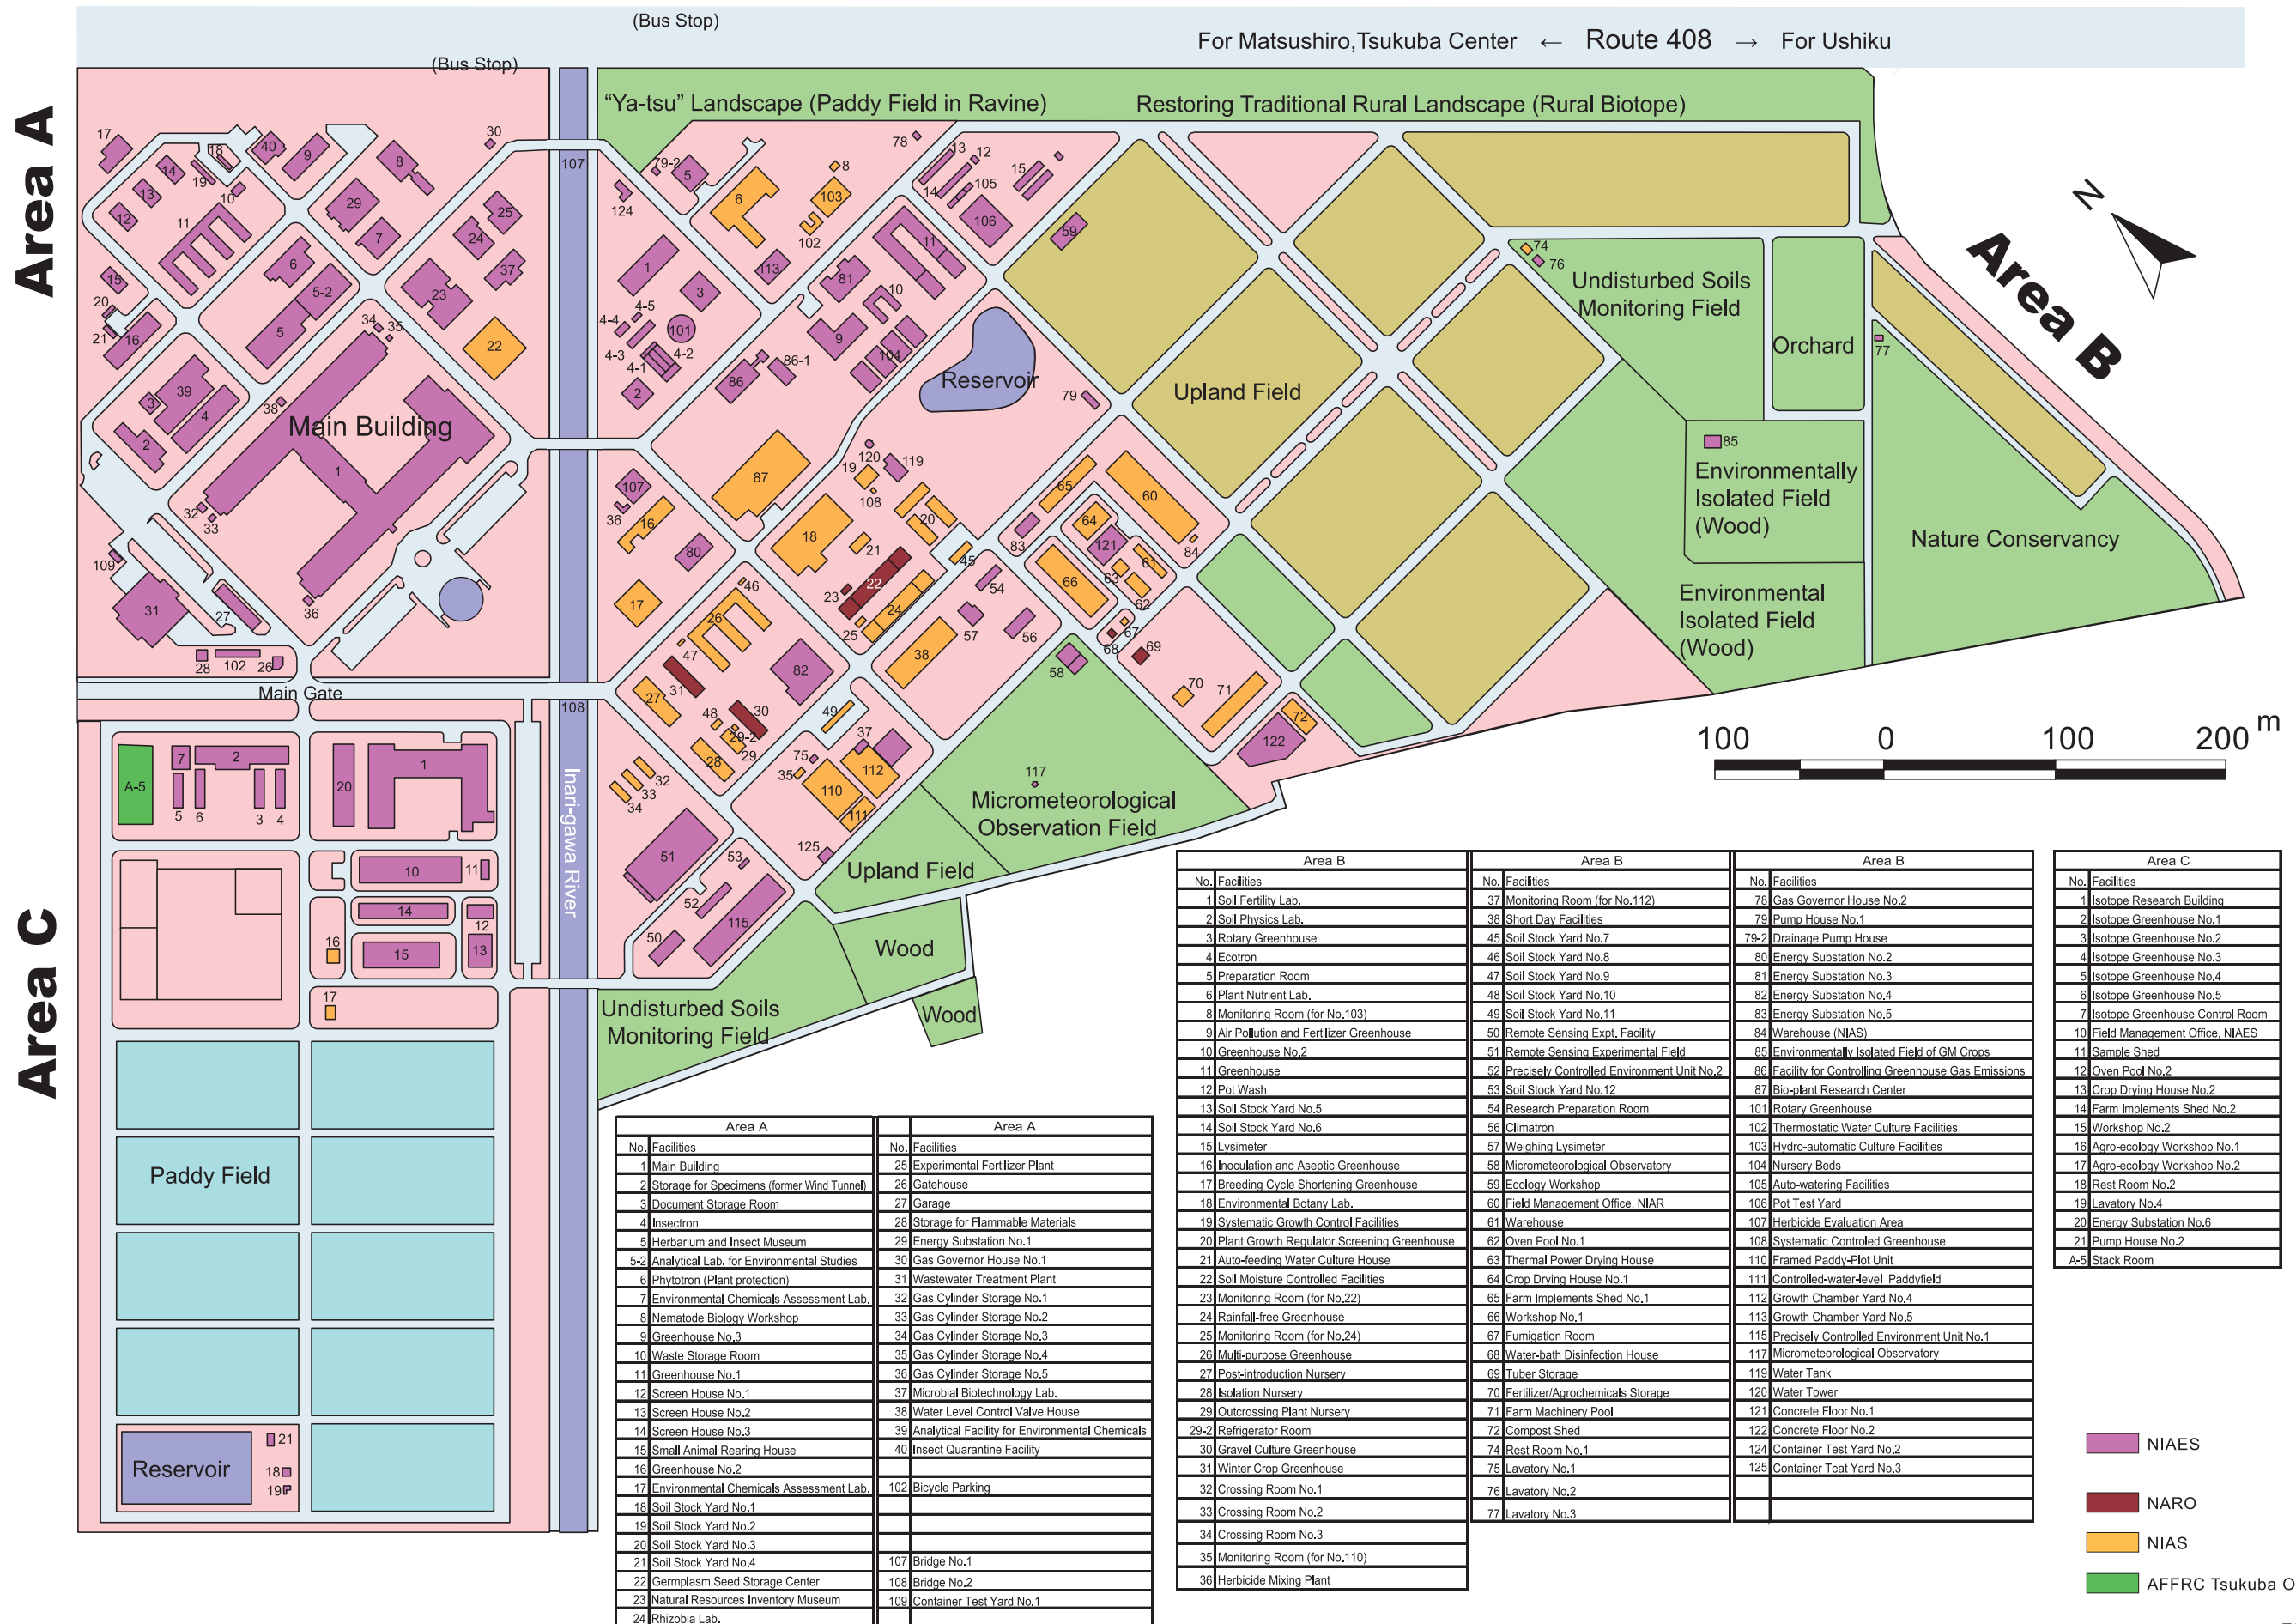 (Bus Stop)
For Matsushiro,Tsukuba Center ← Route 408 → For Ushiku
(Bus Stop)
Area A
"Ya-tsu" Landscape (Paddy Field in Ravine)
Restoring Traditional Rural Landscape (Rural Biotope)
N
Area B
Undisturbed Soils
Monitoring Field
Orchard
Reservoir
Upland Field
Main Building
Environmentally
Isolated Field
(Wood)
Nature Conservancy
Environmental
Isolated Field
(Wood)
Main Gate
Inari-gawa River
100 0 100 200 m
Micrometeorological
Observation Field
Upland Field
Wood
Wood
Undisturbed Soils
Monitoring Field
Area C
Paddy Field
Reservoir
Area A
No. Facilities
1 Main Building
2 Storage for Specimens (former Wind Tunnel)
3 Document Storage Room
4 Insectron
5 Herbarium and Insect Museum
5-2 Analytical Lab. for Environmental Studies
6 Phytotron (Plant protection)
7 Environmental Chemicals Assessment Lab.
8 Nematode Biology Workshop
9 Greenhouse No.3
10 Waste Storage Room
11 Greenhouse No.1
12 Screen House No.1
13 Screen House No.2
14 Screen House No.3
15 Small Animal Rearing House
16 Greenhouse No.2
17 Environmental Chemicals Assessment Lab.
18 Soil Stock Yard No.1
19 Soil Stock Yard No.2
20 Soil Stock Yard No.3
21 Soil Stock Yard No.4
22 Germplasm Seed Storage Center
23 Natural Resources Inventory Museum
24 Rhizobia Lab.
Area A
No. Facilities
25 Experimental Fertilizer Plant
26 Gatehouse
27 Garage
28 Storage for Flammable Materials
29 Energy Substation No.1
30 Gas Governor House No.1
31 Wastewater Treatment Plant
32 Gas Cylinder Storage No.1
33 Gas Cylinder Storage No.2
34 Gas Cylinder Storage No.3
35 Gas Cylinder Storage No.4
36 Gas Cylinder Storage No.5
37 Microbial Biotechnology Lab.
38 Water Level Control Valve House
39 Analytical Facility for Environmental Chemicals
40 Insect Quarantine Facility
102 Bicycle Parking
107 Bridge No.1
108 Bridge No.2
109 Container Test Yard No.1
Area B
No. Facilities
1 Soil Fertility Lab.
2 Soil Physics Lab.
3 Rotary Greenhouse
4 Ecotron
5 Preparation Room
6 Plant Nutrient Lab.
8 Monitoring Room (for No.103)
9 Air Pollution and Fertilizer Greenhouse
10 Greenhouse No.2
11 Greenhouse
12 Pot Wash
13 Soil Stock Yard No.5
14 Soil Stock Yard No.6
15 Lysimeter
16 Inoculation and Aseptic Greenhouse
17 Breeding Cycle Shortening Greenhouse
18 Environmental Botany Lab.
19 Systematic Growth Control Facilities
20 Plant Growth Regulator Screening Greenhouse
21 Auto-feeding Water Culture House
22 Soil Moisture Controlled Facilities
23 Monitoring Room (for No.22)
24 Rainfall-free Greenhouse
25 Monitoring Room (for No.24)
26 Multi-purpose Greenhouse
27 Post-introduction Nursery
28 Isolation Nursery
29 Outcrossing Plant Nursery
29-2 Refrigerator Room
30 Gravel Culture Greenhouse
31 Winter Crop Greenhouse
32 Crossing Room No.1
33 Crossing Room No.2
34 Crossing Room No.3
35 Monitoring Room (for No.110)
36 Herbicide Mixing Plant
Area B
No. Facilities
37 Monitoring Room (for No.112)
38 Short Day Facilities
45 Soil Stock Yard No.7
46 Soil Stock Yard No.8
47 Soil Stock Yard No.9
48 Soil Stock Yard No.10
49 Soil Stock Yard No.11
50 Remote Sensing Expt. Facility
51 Remote Sensing Experimental Field
52 Precisely Controlled Environment Unit No.2
53 Soil Stock Yard No.12
54 Research Preparation Room
56 Climatron
57 Weighing Lysimeter
58 Micrometeorological Observatory
59 Ecology Workshop
60 Field Management Office, NIAR
61 Warehouse
62 Oven Pool No.1
63 Thermal Power Drying House
64 Crop Drying House No.1
65 Farm Implements Shed No.1
66 Workshop No.1
67 Fumigation Room
68 Water-bath Disinfection House
69 Tuber Storage
70 Fertilizer/Agrochemicals Storage
71 Farm Machinery Pool
72 Compost Shed
74 Rest Room No.1
75 Lavatory No.1
76 Lavatory No.2
77 Lavatory No.3
Area B
No. Facilities
78 Gas Governor House No.2
79 Pump House No.1
79-2 Drainage Pump House
80 Energy Substation No.2
81 Energy Substation No.3
82 Energy Substation No.4
83 Energy Substation No.5
84 Warehouse (NIAS)
85 Environmentally Isolated Field of GM Crops
86 Facility for Controlling Greenhouse Gas Emissions
87 Bio-plant Research Center
101 Rotary Greenhouse
102 Thermostatic Water Culture Facilities
103 Hydro-automatic Culture Facilities
104 Nursery Beds
105 Auto-watering Facilities
106 Pot Test Yard
107 Herbicide Evaluation Area
108 Systematic Controled Greenhouse
110 Framed Paddy-Plot Unit
111 Controlled-water-level Paddyfield
112 Growth Chamber Yard No.4
113 Growth Chamber Yard No.5
115 Precisely Controlled Environment Unit No.1
117 Micrometeorological Observatory
119 Water Tank
120 Water Tower
121 Concrete Floor No.1
122 Concrete Floor No.2
124 Container Test Yard No.2
125 Container Teat Yard No.3
Area C
No. Facilities
1 Isotope Research Building
2 Isotope Greenhouse No.1
3 Isotope Greenhouse No.2
4 Isotope Greenhouse No.3
5 Isotope Greenhouse No.4
6 Isotope Greenhouse No.5
7 Isotope Greenhouse Control Room
10 Field Management Office, NIAES
11 Sample Shed
12 Oven Pool No.2
13 Crop Drying House No.2
14 Farm Implements Shed No.2
15 Workshop No.2
16 Agro-ecology Workshop No.1
17 Agro-ecology Workshop No.2
18 Rest Room No.2
19 Lavatory No.4
20 Energy Substation No.6
21 Pump House No.2
A-5 Stack Room
NIAES
NARO
NIAS
AFFRC Tsukuba O